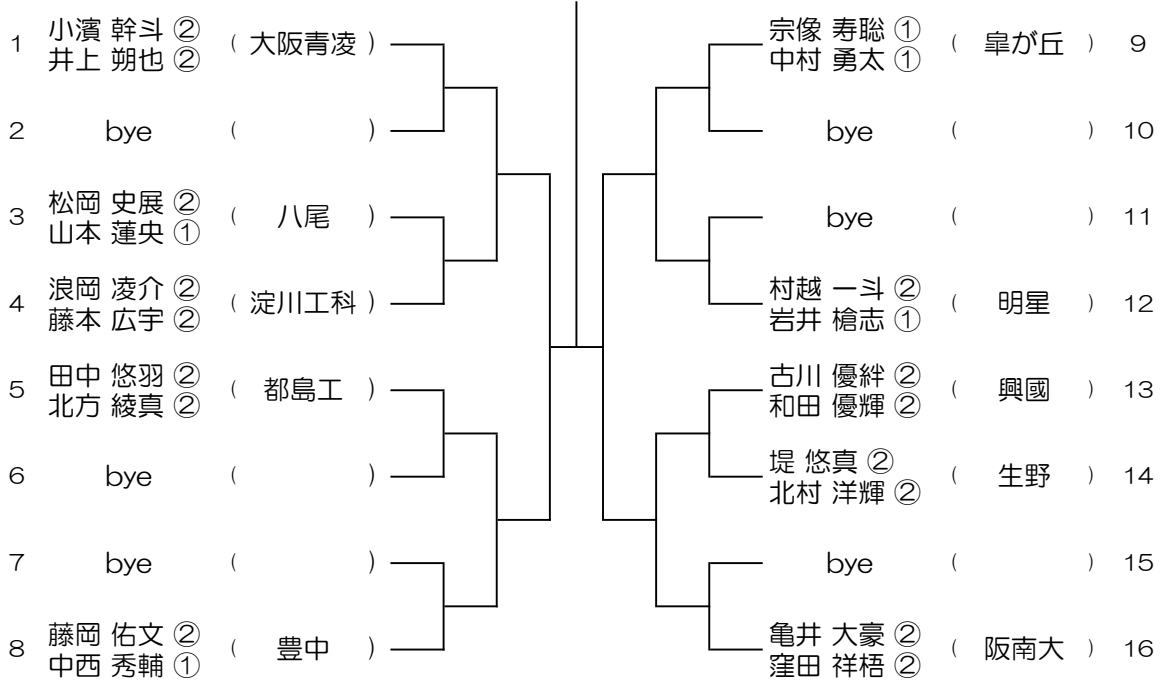 1 小濱 幹斗 ② ( 大阪青凌 )
井上 朔也 ②
2 bye ( )
3 松岡 史展 ② ( 八尾 )
山本 蓮央 ①
4 浪岡 凌介 ② ( 淀川工科 )
藤本 広宇 ②
5 田中 悠羽 ② ( 都島工 )
北方 綾真 ②
6 bye ( )
7 bye ( )
8 藤岡 佑文 ② ( 豊中 )
中西 秀輔 ①
宗像 寿聡 ① ( 皐が丘 ) 9
中村 勇太 ①
bye ( ) 10
bye ( ) 11
村越 一斗 ② ( 明星 ) 12
岩井 槍志 ①
古川 優絆 ② ( 興國 ) 13
和田 優輝 ②
堤 悠真 ② ( 生野 ) 14
北村 洋輝 ②
bye ( ) 15
亀井 大豪 ② ( 阪南大 ) 16
窪田 祥梧 ②